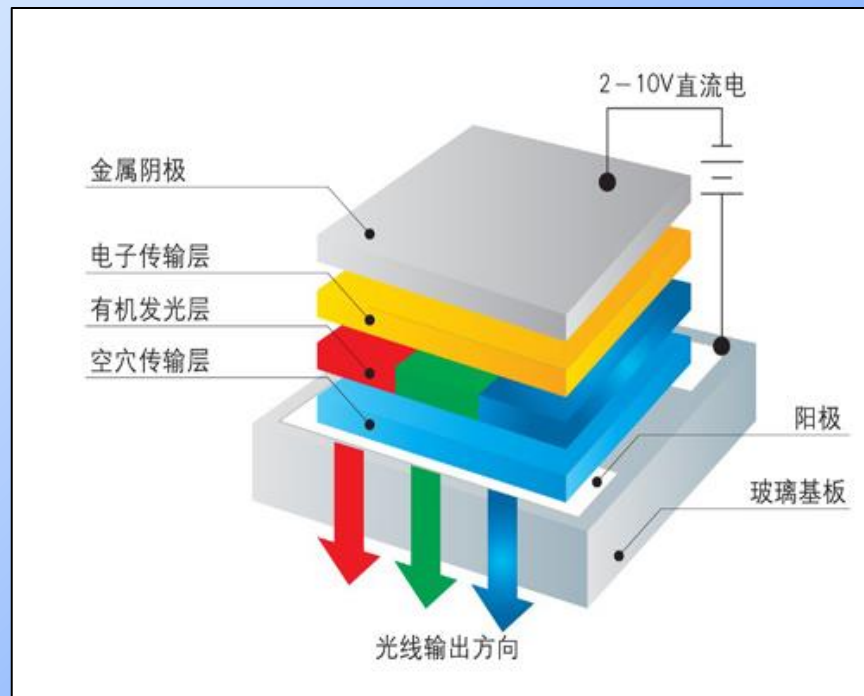 2－10V直流电
金属阴极
电子传输层
有机发光层
空穴传输层
阳极
玻璃基板
光线输出方向